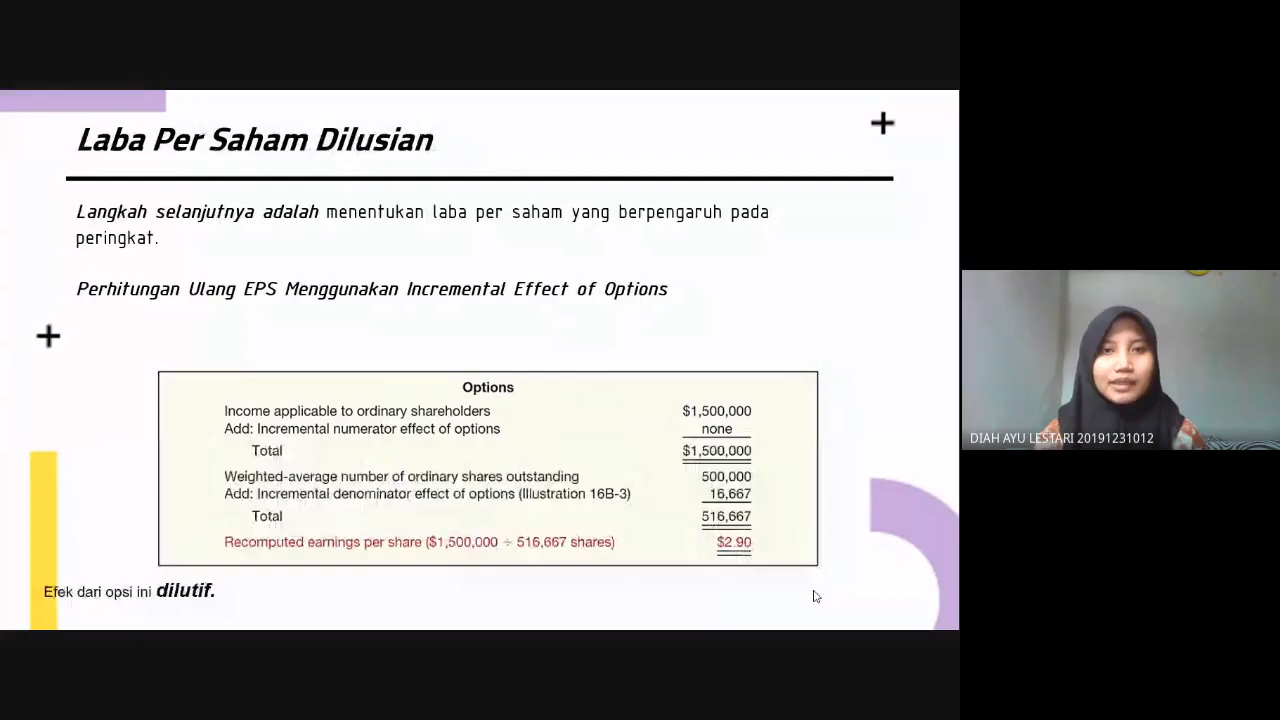 Laba Per Saham Dilusian
Langkah selanjutnya adalah menentukan laba per saham yang berpengaruh pada
peringkat.
Perhitungan Ulang EPS Menggunakan Incremental Effect of Options
Options
Income applicable to ordinary shareholders $1,500,000
Add: Incremental numerator effect of options none
Total $1,500,000
Weighted-average number of ordinary shares outstanding 500,000
Add: Incremental denominator effect of options (Illustration 16B-3) 16,667
Total 516,667
Recomputed earnings per share ($1,500,000 ÷ 516,667 shares) $2.90
Efek dari opsi ini dilutif.
DIAH AYU LESTARI 20191231012